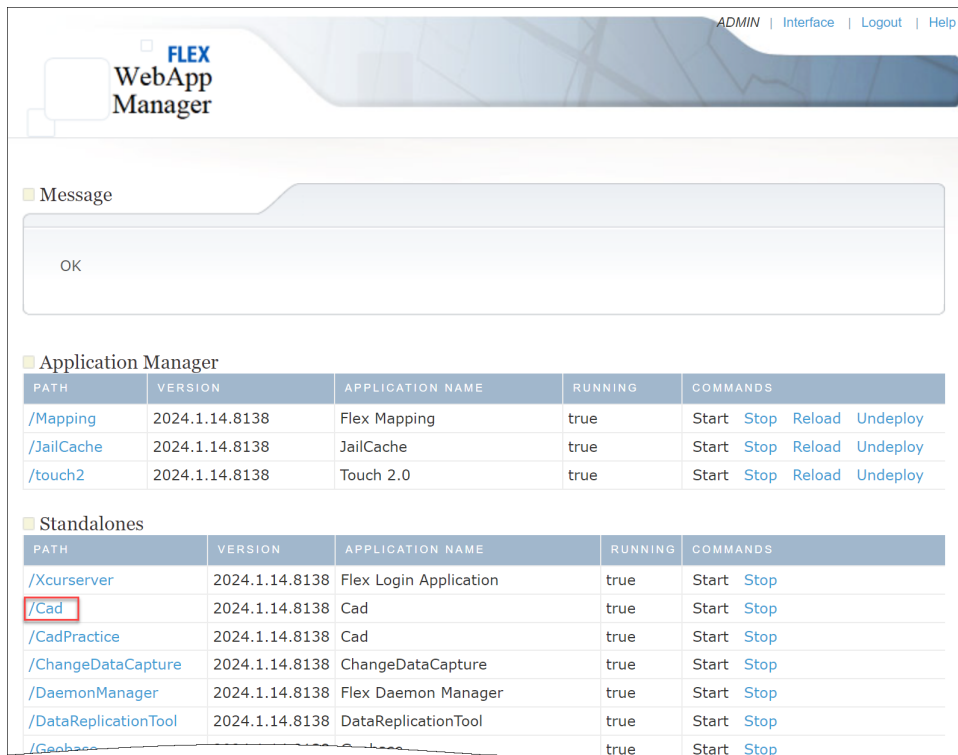 ADMIN | Interface | Logout | Help
FLEX
WebApp
Manager
Message
OK
Application Manager
PATH VERSION APPLICATION NAME RUNNING COMMANDS
/Mapping 2024.1.14.8138 Flex Mapping true Start Stop Reload Undeploy
/JailCache 2024.1.14.8138 JailCache true Start Stop Reload Undeploy
/touch2 2024.1.14.8138 Touch 2.0 true Start Stop Reload Undeploy
Standalones
PATH VERSION APPLICATION NAME RUNNING COMMANDS
/Xcurserver 2024.1.14.8138 Flex Login Application true Start Stop
/Cad 2024.1.14.8138 Cad true Start Stop
/CadPractice 2024.1.14.8138 Cad true Start Stop
/ChangeDataCapture 2024.1.14.8138 ChangeDataCapture true Start Stop
/DaemonManager 2024.1.14.8138 Flex Daemon Manager true Start Stop
/DataReplicationTool 2024.1.14.8138 DataReplicationTool true Start Stop
/Geobase true Start Stop